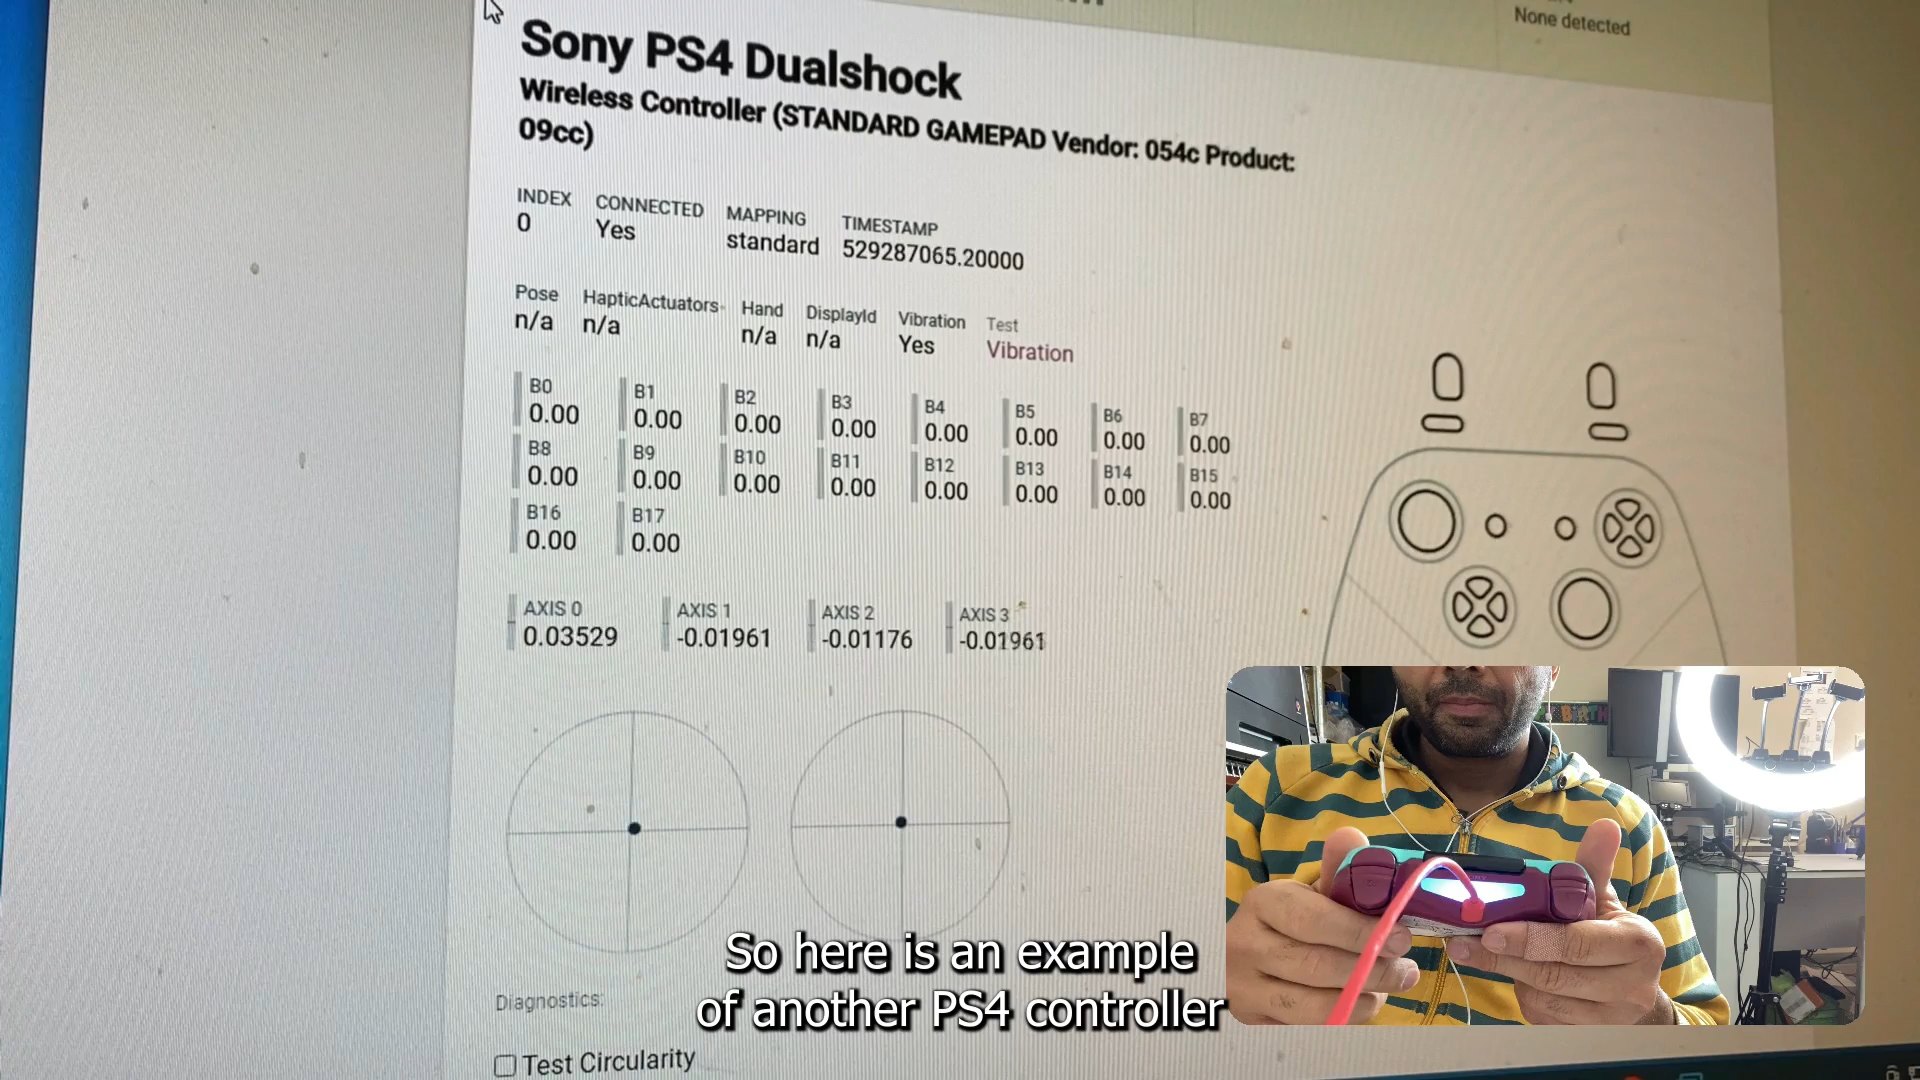 None detected
Sony PS4 Dualshock
Wireless Controller (STANDARD GAMEPAD Vendor: 054c Product:
09cc)
INDEX CONNECTED MAPPING TIMESTAMP
0 Yes standard 529287065.20000
Pose HapticActuators Hand DisplayId Vibration Test
n/a n/a n/a n/a Yes Vibration
B0 B1 B2 B3 B4 B5 B6 B7
0.00 0.00 0.00 0.00 0.00 0.00 0.00 0.00
B8 B9 B10 B11 B12 B13 B14 B15
0.00 0.00 0.00 0.00 0.00 0.00 0.00 0.00
B16 B17
0.00 0.00
AXIS 0 AXIS 1 AXIS 2 AXIS 3
0.03529 -0.01961 -0.01176 -0.01961
So here is an example
of another PS4 controller
Diagnostics:
Test Circularity